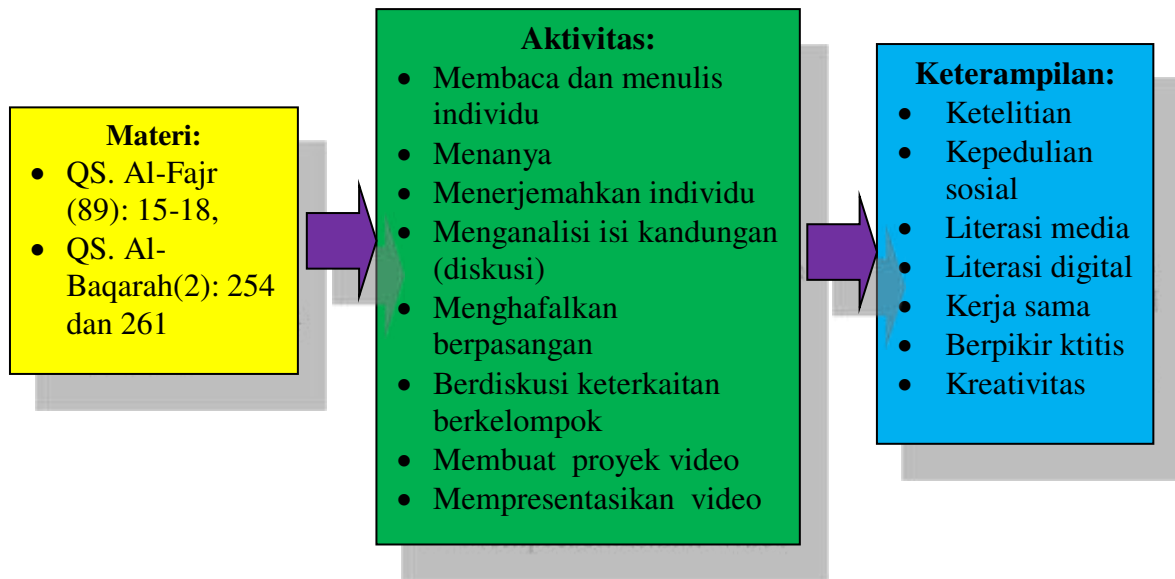 Materi:
• QS. Al-Fajr
(89): 15-18,
• QS. Al-
Baqarah(2): 254
dan 261
Aktivitas:
• Membaca dan menulis
individu
• Menanya
• Menerjemahkan individu
• Menganalisi isi kandungan
(diskusi)
• Menghafalkan
berpasangan
• Berdiskusi keterkaitan
berkelompok
• Membuat proyek video
• Mempresentasikan video
Keterampilan:
• Ketelitian
• Kepedulian
sosial
• Literasi media
• Literasi digital
• Kerja sama
• Berpikir ktitis
• Kreativitas